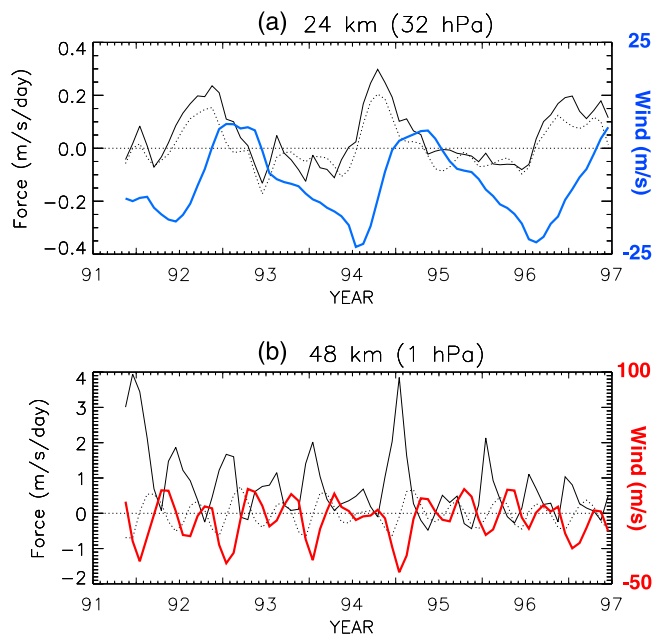 (a) 24 km (32 hPa)
25
0.4
0.2
0.0
−0.2
−0.4
Force (m/s/day)
Wind (m/s)
-25
91 92 93 94 95 96 97
YEAR
(b) 48 km (1 hPa)
100
4
3
2
1
0
−1
−2
Force (m/s/day)
Wind (m/s)
-50
91 92 93 94 95 96 97
YEAR